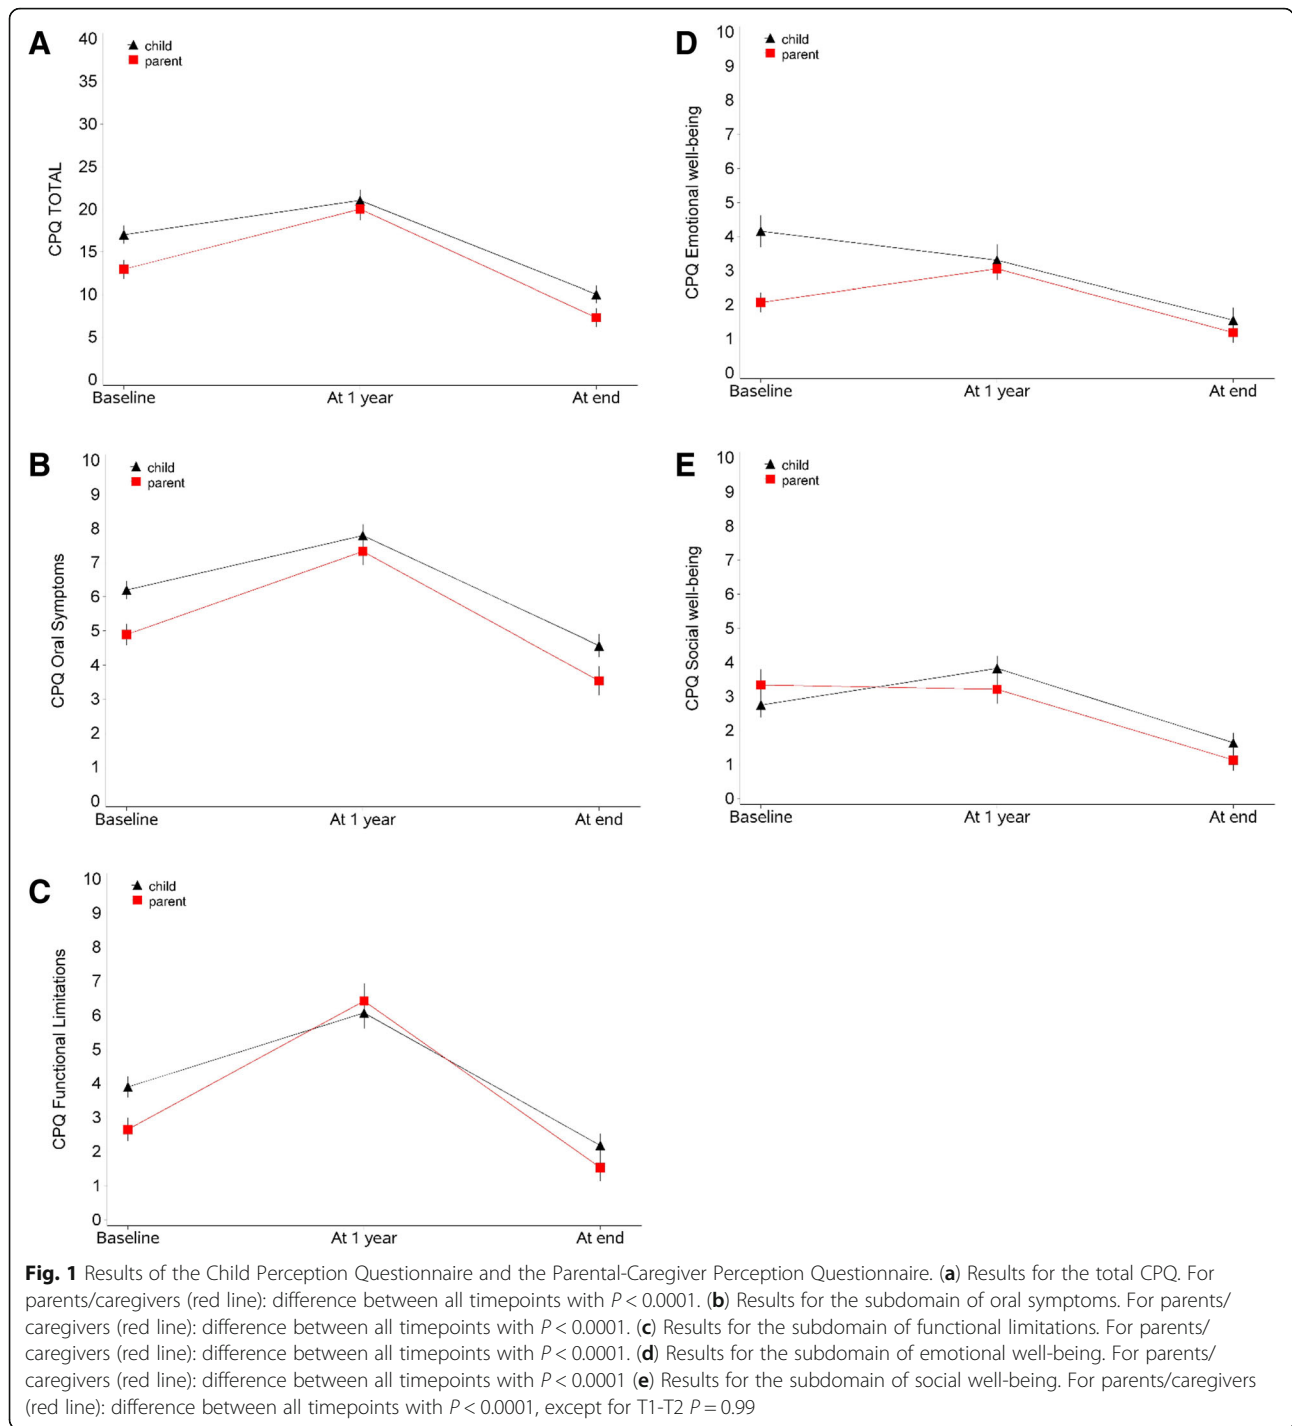 A
child
parent
CPQ TOTAL
40
35
30
25
20
15
10
5
0
Baseline At 1 year At end
D
child
parent
CPQ Emotional well-being
10
9
8
7
6
5
4
3
2
1
0
Baseline At 1 year At end
B
child
parent
CPQ Oral Symptoms
10
9
8
7
6
5
4
3
2
1
0
Baseline At 1 year At end
E
child
parent
CPQ Social well-being
10
9
8
7
6
5
4
3
2
1
0
Baseline At 1 year At end
C
child
parent
CPQ Functional Limitations
10
9
8
7
6
5
4
3
2
1
0
Baseline At 1 year At end
Fig. 1 Results of the Child Perception Questionnaire and the Parental-Caregiver Perception Questionnaire. (a) Results for the total CPQ. For
parents/caregivers (red line): difference between all timepoints with P < 0.0001. (b) Results for the subdomain of oral symptoms. For parents/
caregivers (red line): difference between all timepoints with P < 0.0001. (c) Results for the subdomain of functional limitations. For parents/
caregivers (red line): difference between all timepoints with P < 0.0001. (d) Results for the subdomain of emotional well-being. For parents/
caregivers (red line): difference between all timepoints with P < 0.0001 (e) Results for the subdomain of social well-being. For parents/caregivers
(red line): difference between all timepoints with P < 0.0001, except for T1-T2 P = 0.99